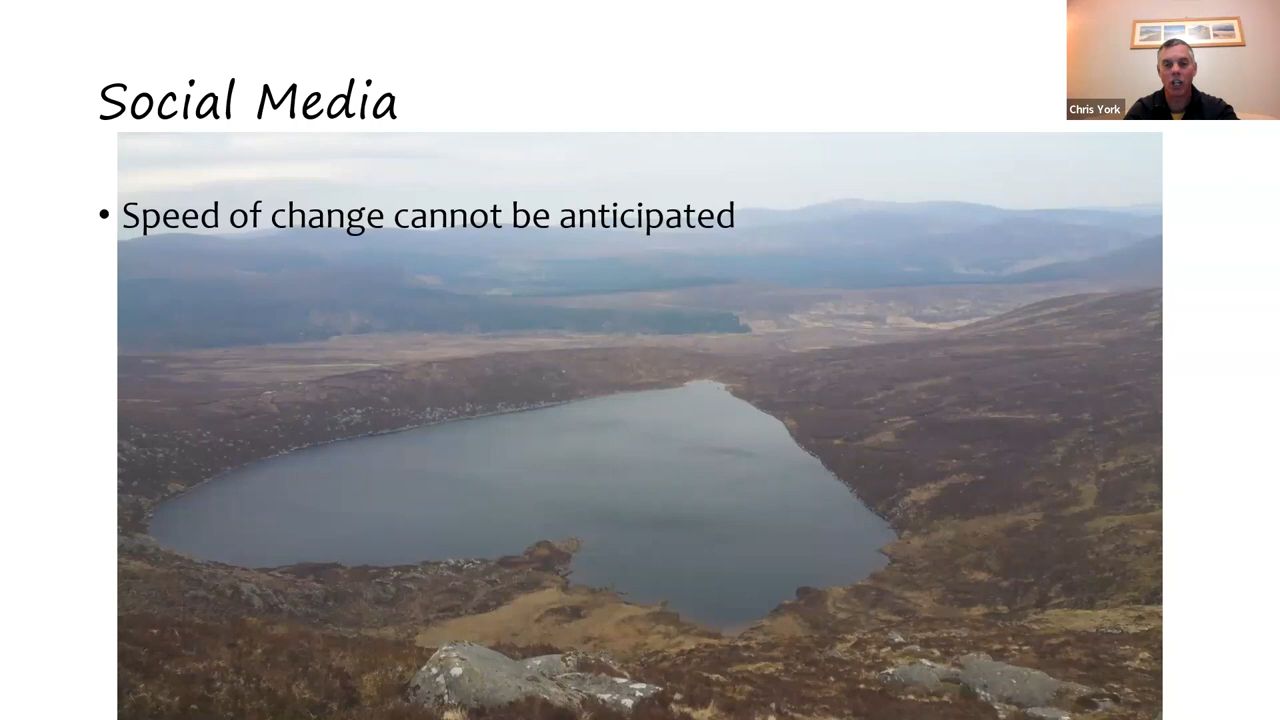 Social Media
• Speed of change cannot be anticipated
Chris York